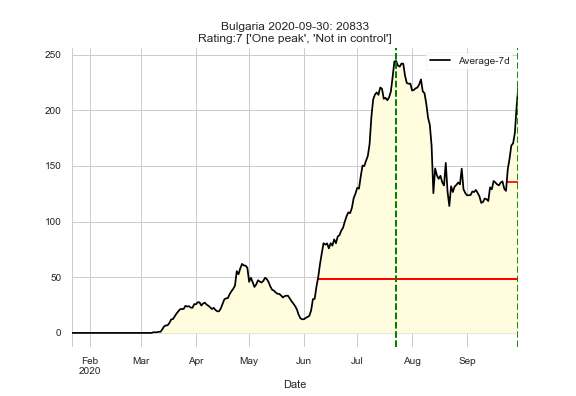 Bulgaria 2020-09-30: 20833
Rating:7 ['One peak', 'Not in control']
Average-7d
250
200
150
100
50
0
Feb Mar Apr May Jun Jul Aug Sep
2020
Date